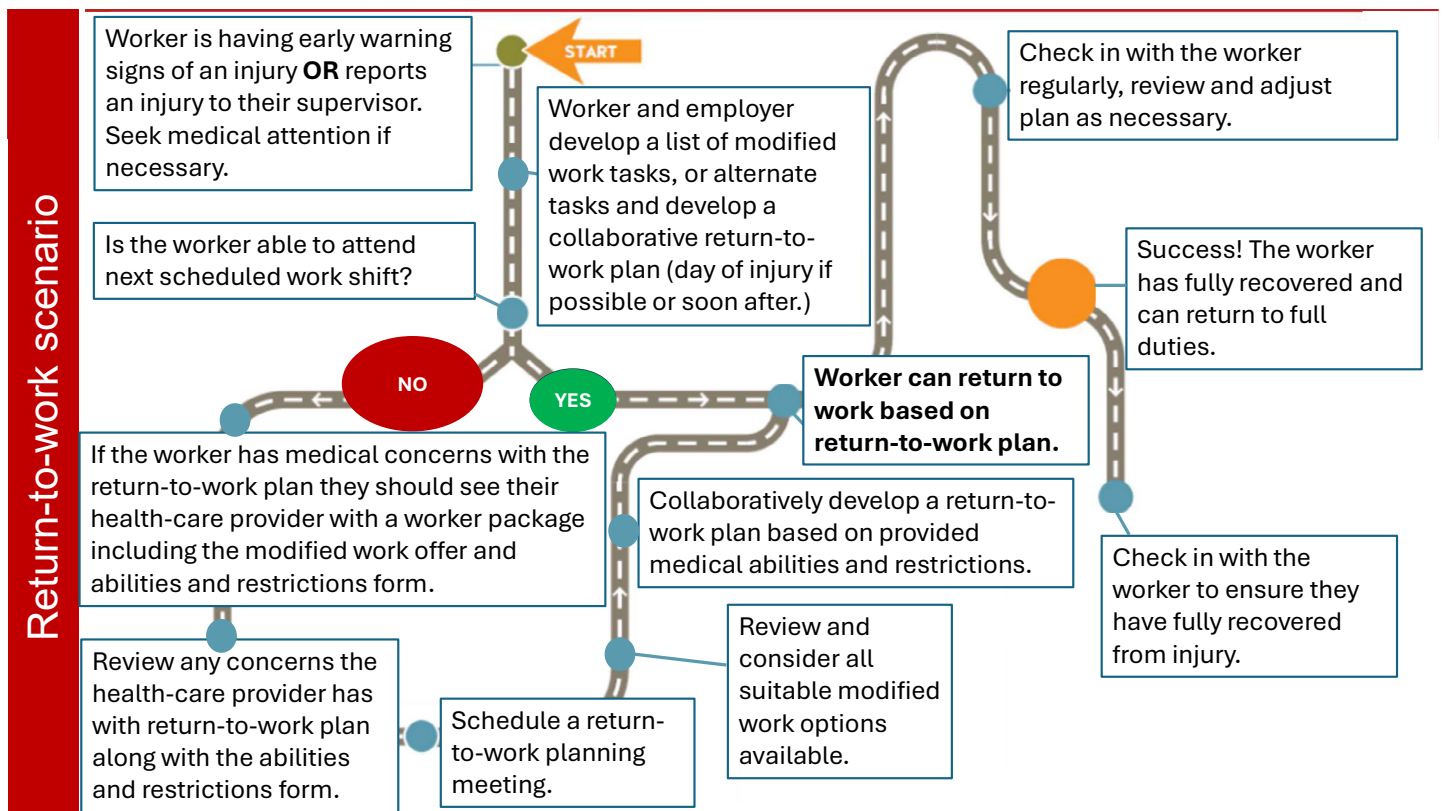 Return-to-work scenario
Worker is having early warning
signs of an injury OR reports
an injury to their supervisor.
Seek medical attention if
necessary.
START
Worker and employer
develop a list of modified
work tasks, or alternate
tasks and develop a
collaborative return-to-
work plan (day of injury if
possible or soon after.)
Is the worker able to attend
next scheduled work shift?
NO
YES
If the worker has medical concerns with the
return-to-work plan they should see their
health-care provider with a worker package
including the modified work offer and
abilities and restrictions form.
Review any concerns the
health-care provider has
with return-to-work plan
along with the abilities
and restrictions form.
Schedule a return-
to-work planning
meeting.
Review and
consider all
suitable modified
work options
available.
Collaboratively develop a return-to-
work plan based on provided
medical abilities and restrictions.
Worker can return to
work based on
return-to-work plan.
Check in with the worker
regularly, review and adjust
plan as necessary.
Success! The worker
has fully recovered and
can return to full
duties.
Check in with the
worker to ensure they
have fully recovered
from injury.